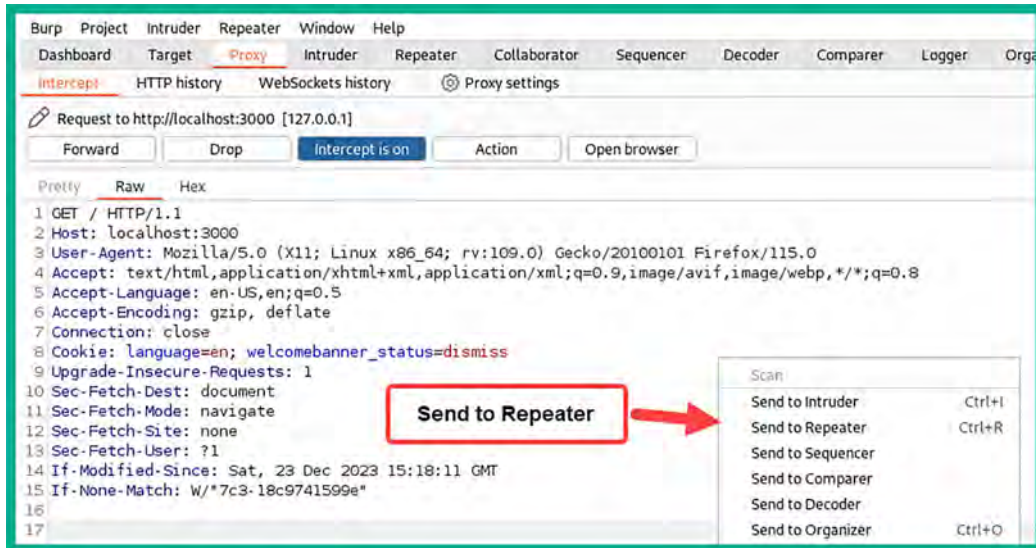 Burp Project Intruder Repeater Window Help
Dashboard Target Proxy Intruder Repeater Collaborator Sequencer Decoder Comparer Logger Orga
Intercept HTTP history WebSockets history Proxy settings
Request to http://localhost:3000 [127.0.0.1]
Forward Drop Intercept is on Action Open browser
Pretty Raw Hex
1 GET / HTTP/1.1
2 Host: localhost:3000
3 User-Agent: Mozilla/5.0 (X11; Linux x86_64; rv:109.0) Gecko/20100101 Firefox/115.0
4 Accept: text/html,application/xhtml+xml,application/xml;q=0.9,image/avif,image/webp,*/*;q=0.8
5 Accept-Language: en-US,en;q=0.5
6 Accept-Encoding: gzip, deflate
7 Connection: close
8 Cookie: language=en; welcomebanner_status=dismiss
9 Upgrade-Insecure-Requests: 1
10 Sec-Fetch-Dest: document
11 Sec-Fetch-Mode: navigate
12 Sec-Fetch-Site: none
13 Sec-Fetch-User: ?1
14 If-Modified-Since: Sat, 23 Dec 2023 15:18:11 GMT
15 If-None-Match: W/"7c3-18c9741599e"
16
17
Send to Repeater
Scan
Send to Intruder Ctrl+I
Send to Repeater Ctrl+R
Send to Sequencer
Send to Comparer
Send to Decoder
Send to Organizer Ctrl+O